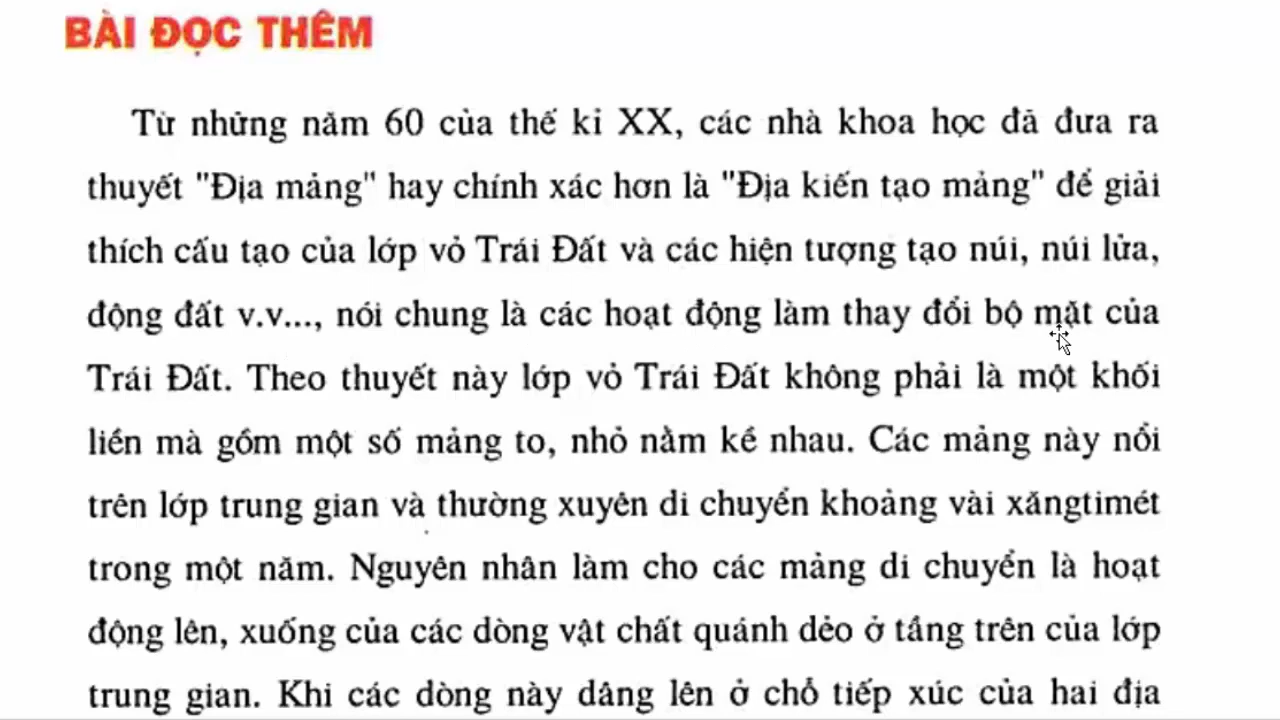 BÀI ĐỌC THÊM
Từ những năm 60 của thế kỉ XX, các nhà khoa học đã đưa ra
thuyết "Địa mảng" hay chính xác hơn là "Địa kiến tạo mảng" để giải
thích cấu tạo của lớp vỏ Trái Đất và các hiện tượng tạo núi, núi lửa,
động đất v.v..., nói chung là các hoạt động làm thay đổi bộ mặt của
Trái Đất. Theo thuyết này lớp vỏ Trái Đất không phải là một khối
liền mà gồm một số mảng to, nhỏ nằm kề nhau. Các mảng này nổi
trên lớp trung gian và thường xuyên di chuyển khoảng vài xăngtimét
trong một năm. Nguyên nhân làm cho các mảng di chuyển là hoạt
động lên, xuống của các dòng vật chất quánh dẻo ở tầng trên của lớp
trung gian. Khi các dòng này dâng lên ở chỗ tiếp xúc của hai địa